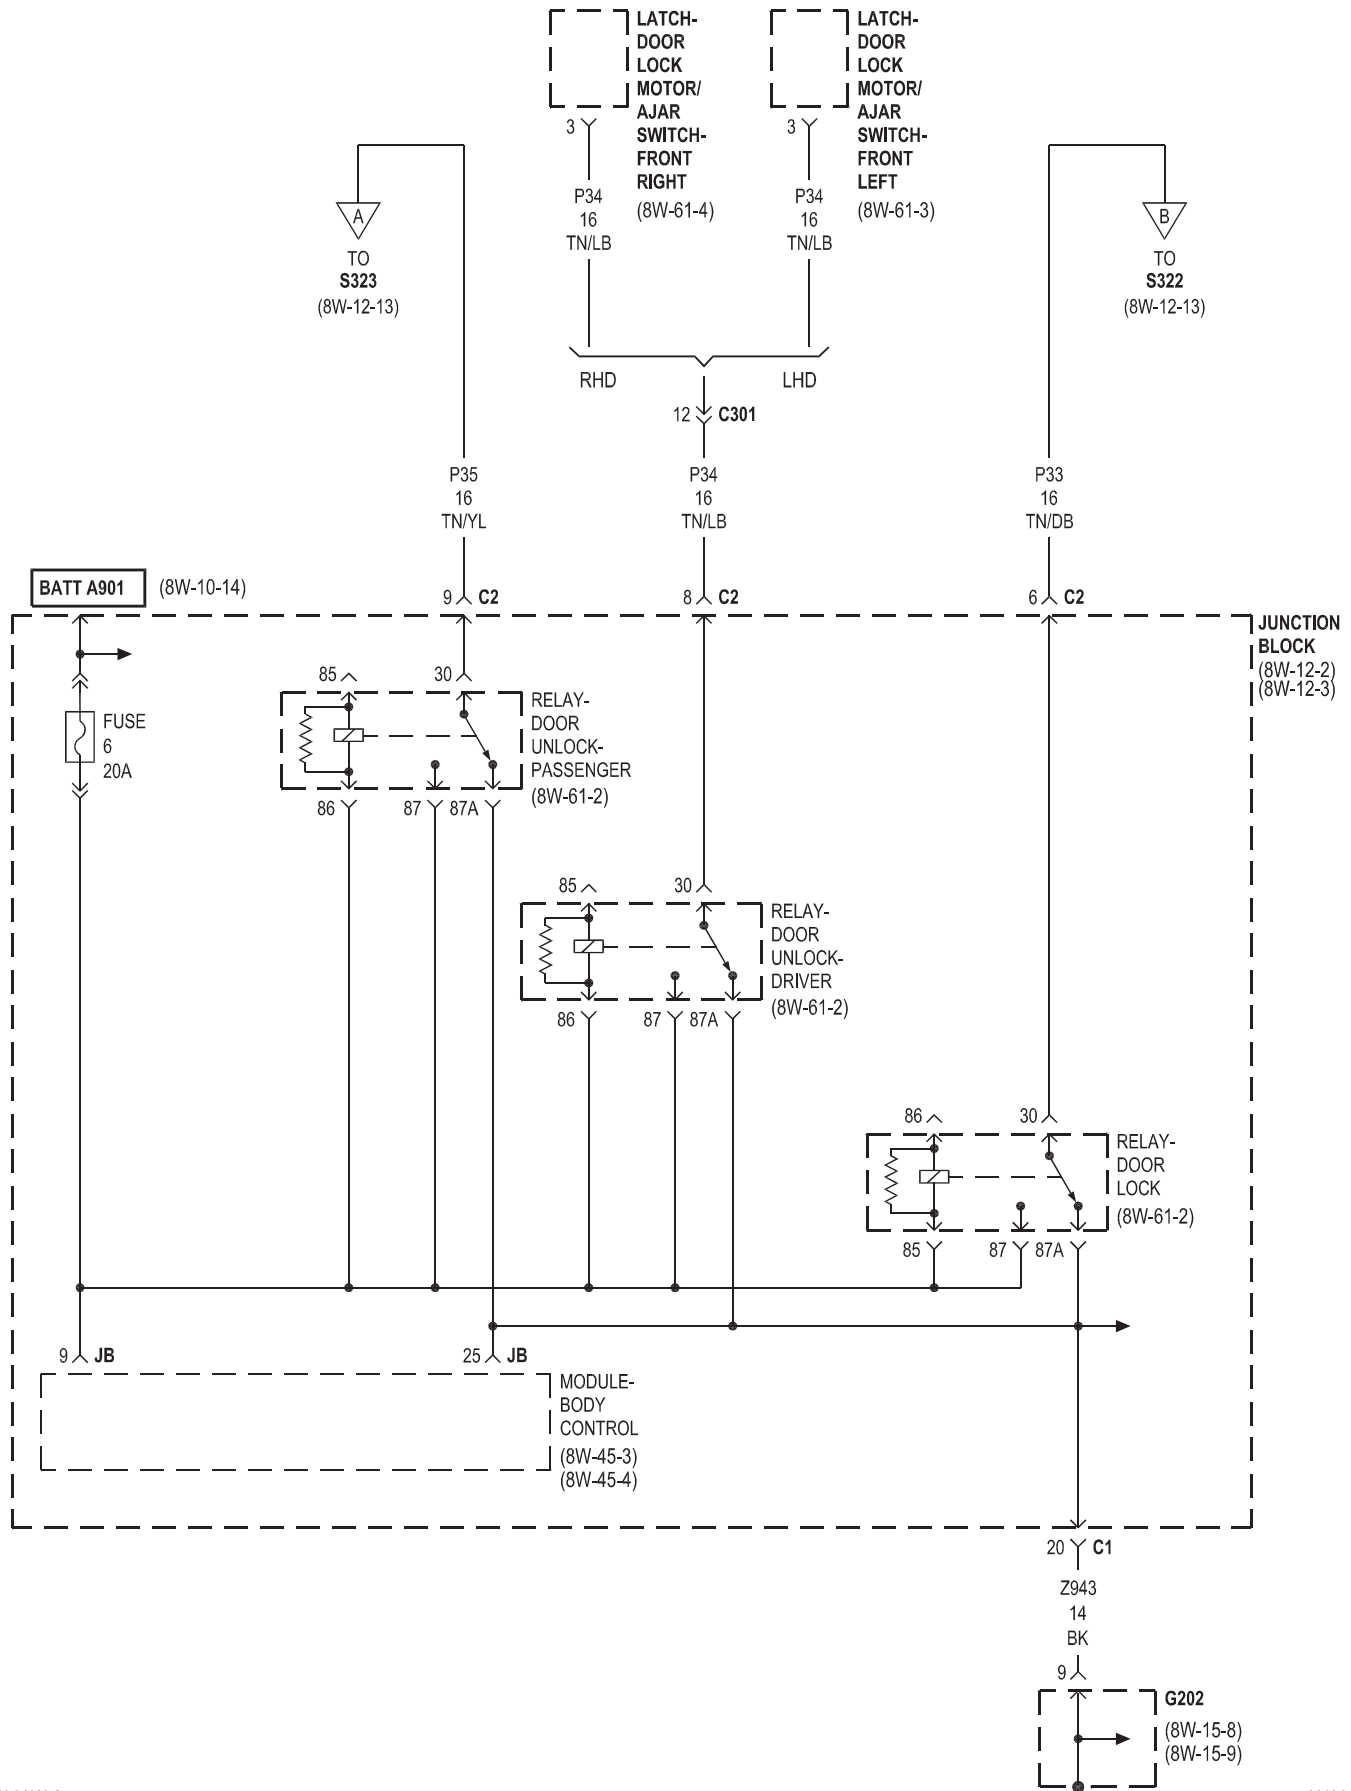 LATCH-
DOOR
LOCK
MOTOR/
AJAR
SWITCH-
FRONT
RIGHT
(8W-61-4)
3
P34
16
TN/LB
LATCH-
DOOR
LOCK
MOTOR/
AJAR
SWITCH-
FRONT
LEFT
(8W-61-3)
3
P34
16
TN/LB
A
TO
S323
(8W-12-13)
B
TO
S322
(8W-12-13)
RHD
LHD
12 C301
P35
16
TN/YL
P34
16
TN/LB
P33
16
TN/DB
BATT A901 (8W-10-14)
9 C2
8 C2
6 C2
JUNCTION
BLOCK
(8W-12-2)
(8W-12-3)
FUSE
6
20A
85
30
RELAY-
DOOR
UNLOCK-
PASSENGER
(8W-61-2)
86
87
87A
85
30
RELAY-
DOOR
UNLOCK-
DRIVER
(8W-61-2)
86
87
87A
86
30
RELAY-
DOOR
LOCK
(8W-61-2)
85
87
87A
9 JB
25 JB
MODULE-
BODY
CONTROL
(8W-45-3)
(8W-45-4)
20 C1
Z943
14
BK
9
G202
(8W-15-8)
(8W-15-9)